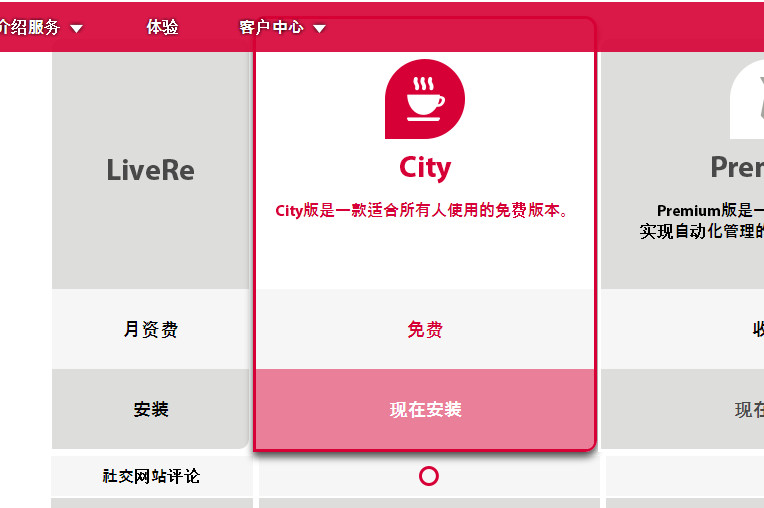 介绍服务 体验 客户中心
LiveRe
City
City版是一款适合所有人使用的免费版本。
Premium版是一
实现自动化管理的
月资费 免费 收
安装 现在安装 现在
社交网站评论